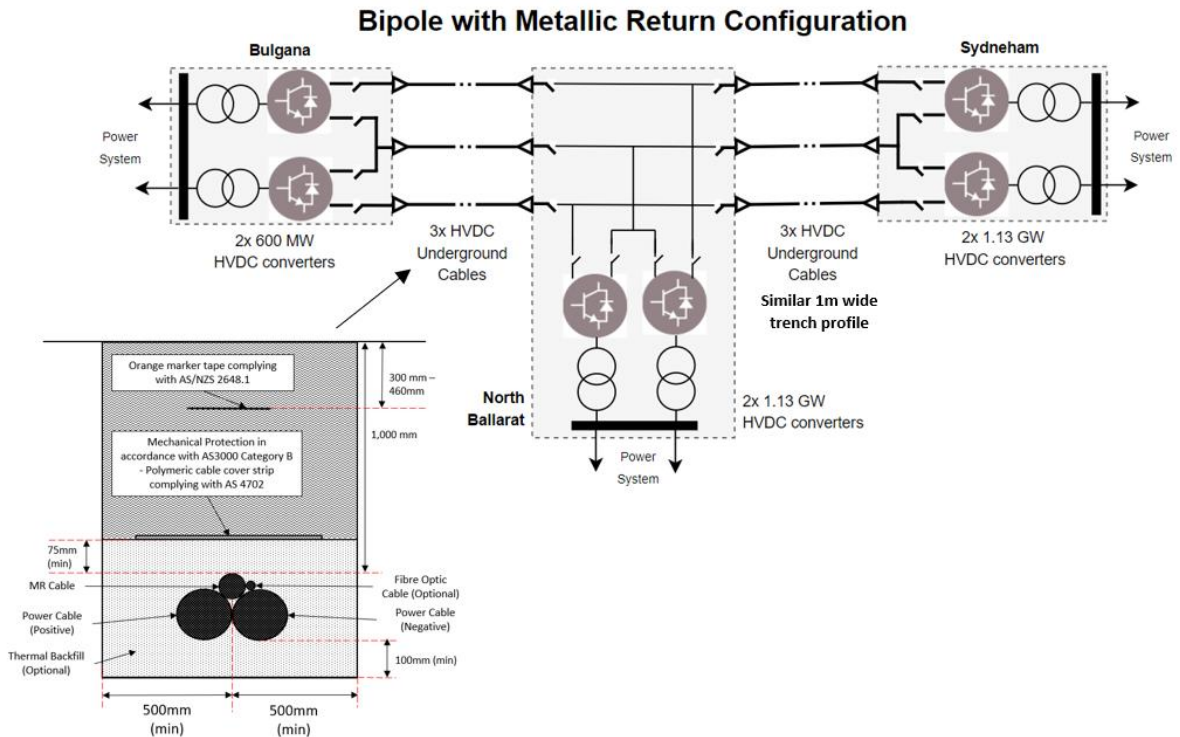 Bipole with Metallic Return Configuration
Bulgana
Sydneham
Power
System
Power
System
2x 600 MW
HVDC converters
3x HVDC
Underground
Cables
3x HVDC
Underground
Cables
Similar 1m wide
trench profile
2x 1.13 GW
HVDC converters
North
Ballarat
2x 1.13 GW
HVDC converters
Power
System
Orange marker tape complying
with AS/NZS 2648.1
300 mm –
460mm
1,000 mm
Mechanical Protection in
accordance with AS3000 Category B
- Polymeric cable cover strip
complying with AS 4702
75mm
(min)
MR Cable
Fibre Optic
Cable (Optional)
Power Cable
(Positive)
Power Cable
(Negative)
Thermal Backfill
(Optional)
100mm (min)
500mm
(min)
500mm
(min)